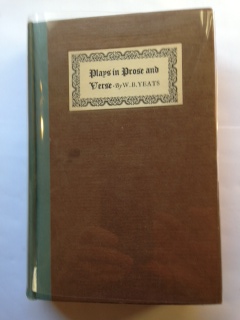 Plays in Prose and
Verse · By W. B. YEATS